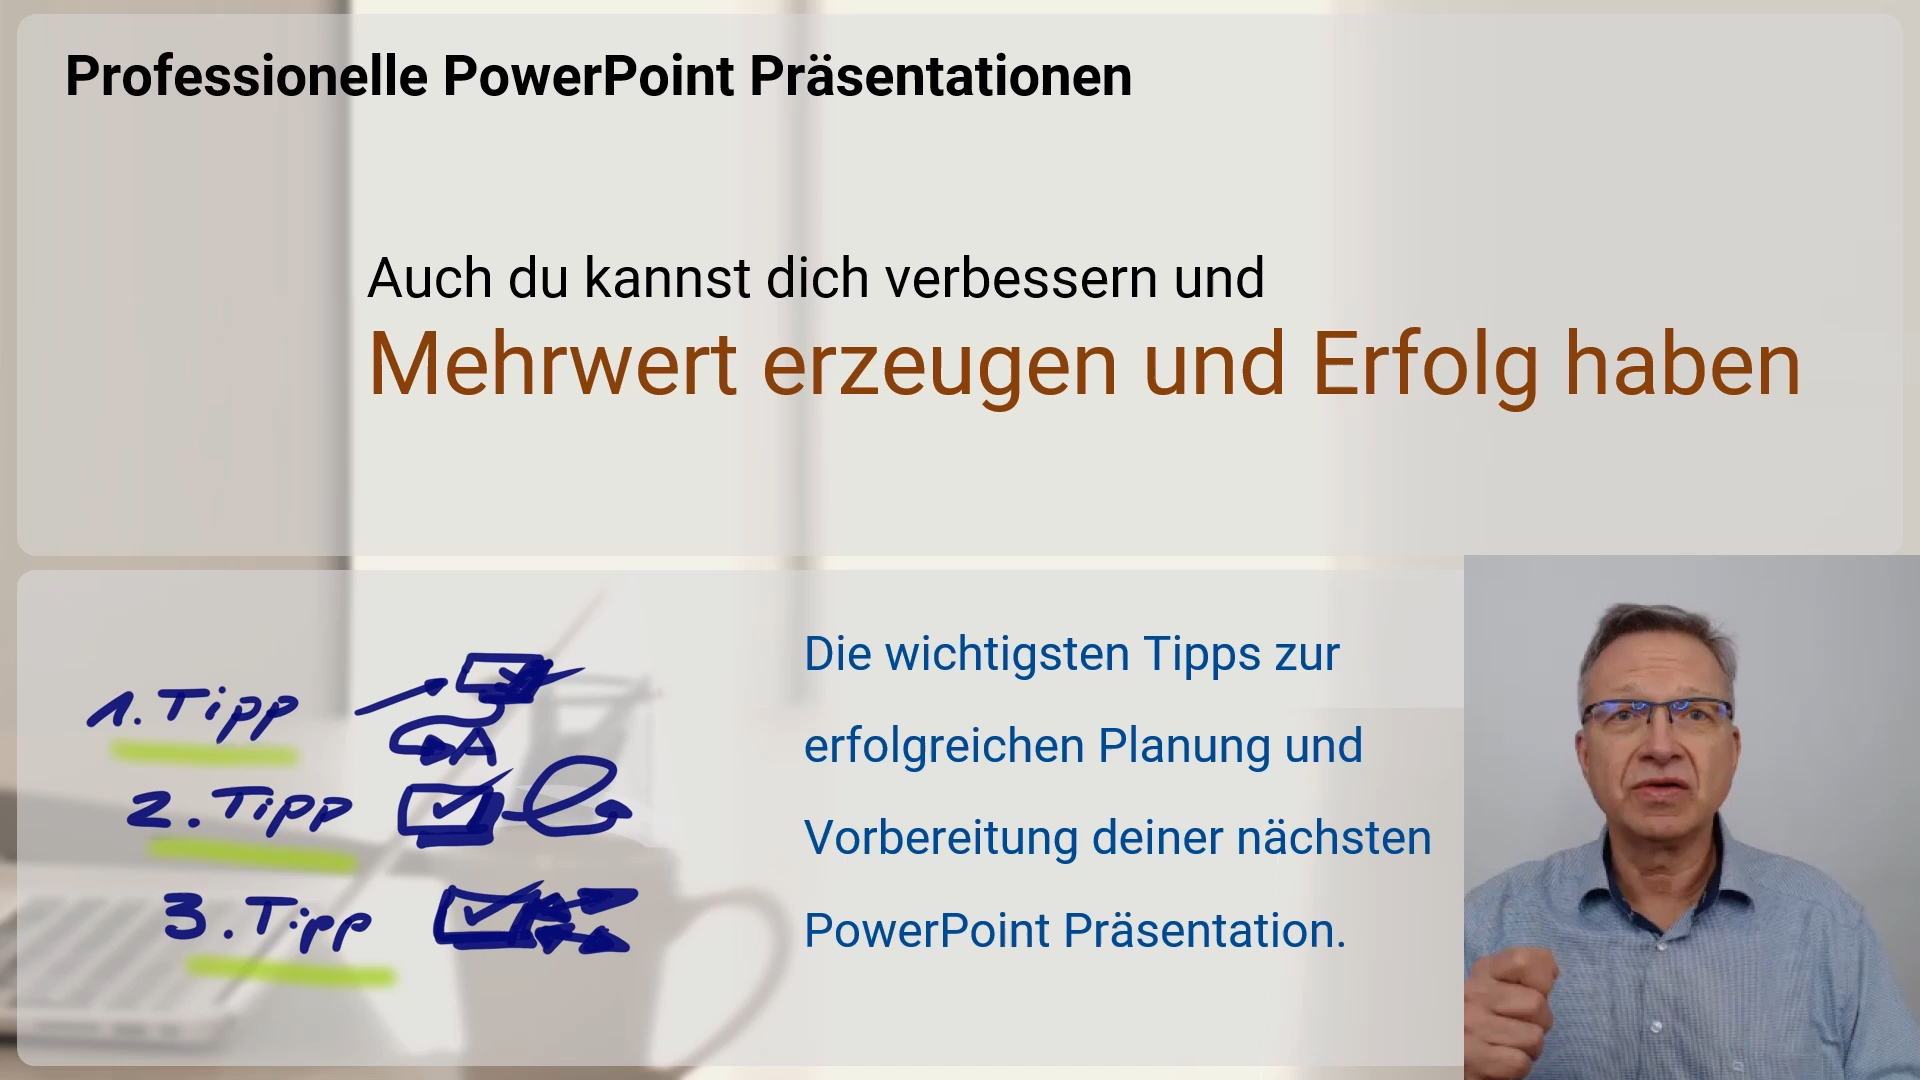 Professionelle PowerPoint Präsentationen
Auch du kannst dich verbessern und
Mehrwert erzeugen und Erfolg haben
1. Tipp
2. Tipp
3. Tipp
Die wichtigsten Tipps zur
erfolgreichen Planung und
Vorbereitung deiner nächsten
PowerPoint Präsentation.